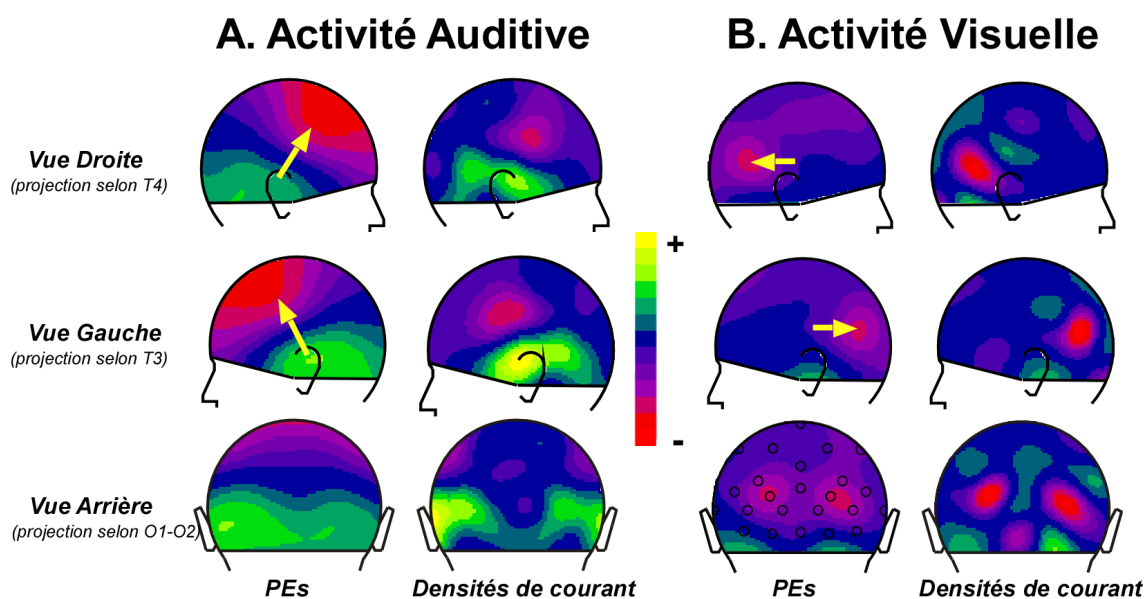 A. Activité Auditive
B. Activité Visuelle
Vue Droite
(projection selon T4)
Vue Gauche
(projection selon T3)
Vue Arrière
(projection selon O1-O2)
+
-
PEs
Densités de courant
PEs
Densités de courant